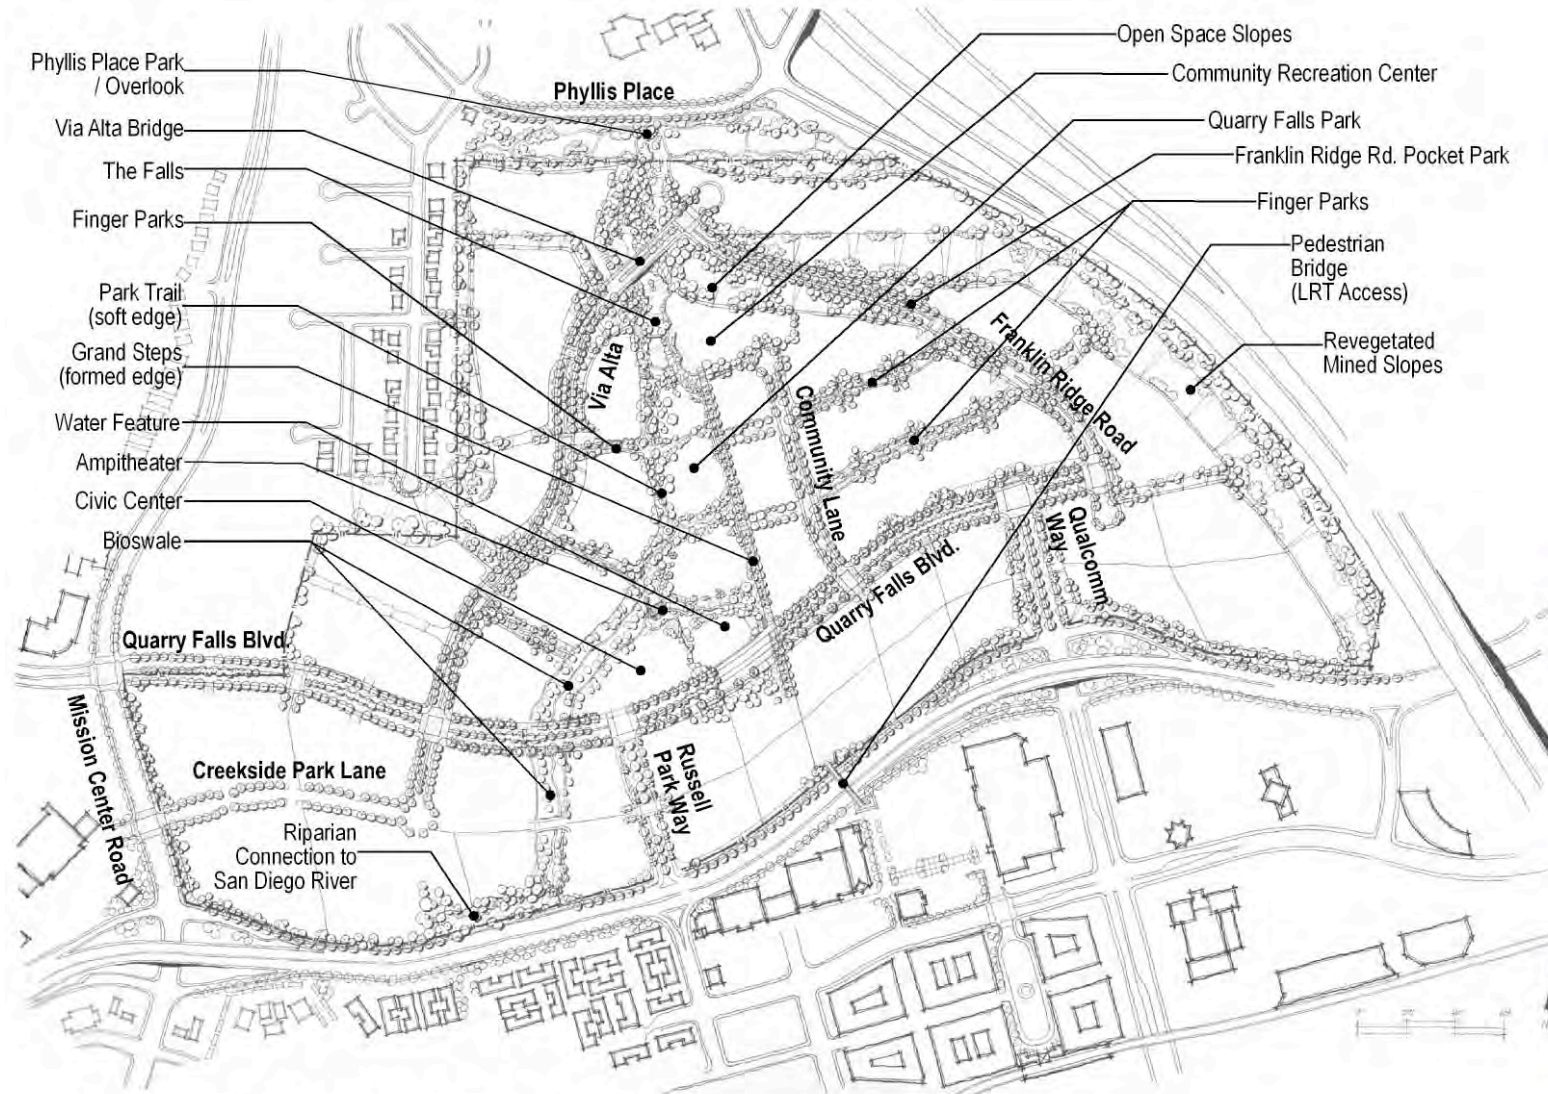 Phyllis Place Park
/ Overlook
Via Alta Bridge
The Falls
Finger Parks
Park Trail
(soft edge)
Grand Steps
(formed edge)
Water Feature
Ampitheater
Civic Center
Bioswale
Phyllis Place
Open Space Slopes
Community Recreation Center
Quarry Falls Park
Franklin Ridge Rd. Pocket Park
Finger Parks
Pedestrian
Bridge
(LRT Access)
Revegetated
Mined Slopes
Via Alta
Community Lane
Franklin Ridge Road
Quarry Falls Blvd.
Qualcomm
Way
Quarry Falls Blvd.
Mission Center Road
Creekside Park Lane
Russell
Park Way
Riparian
Connection to
San Diego River